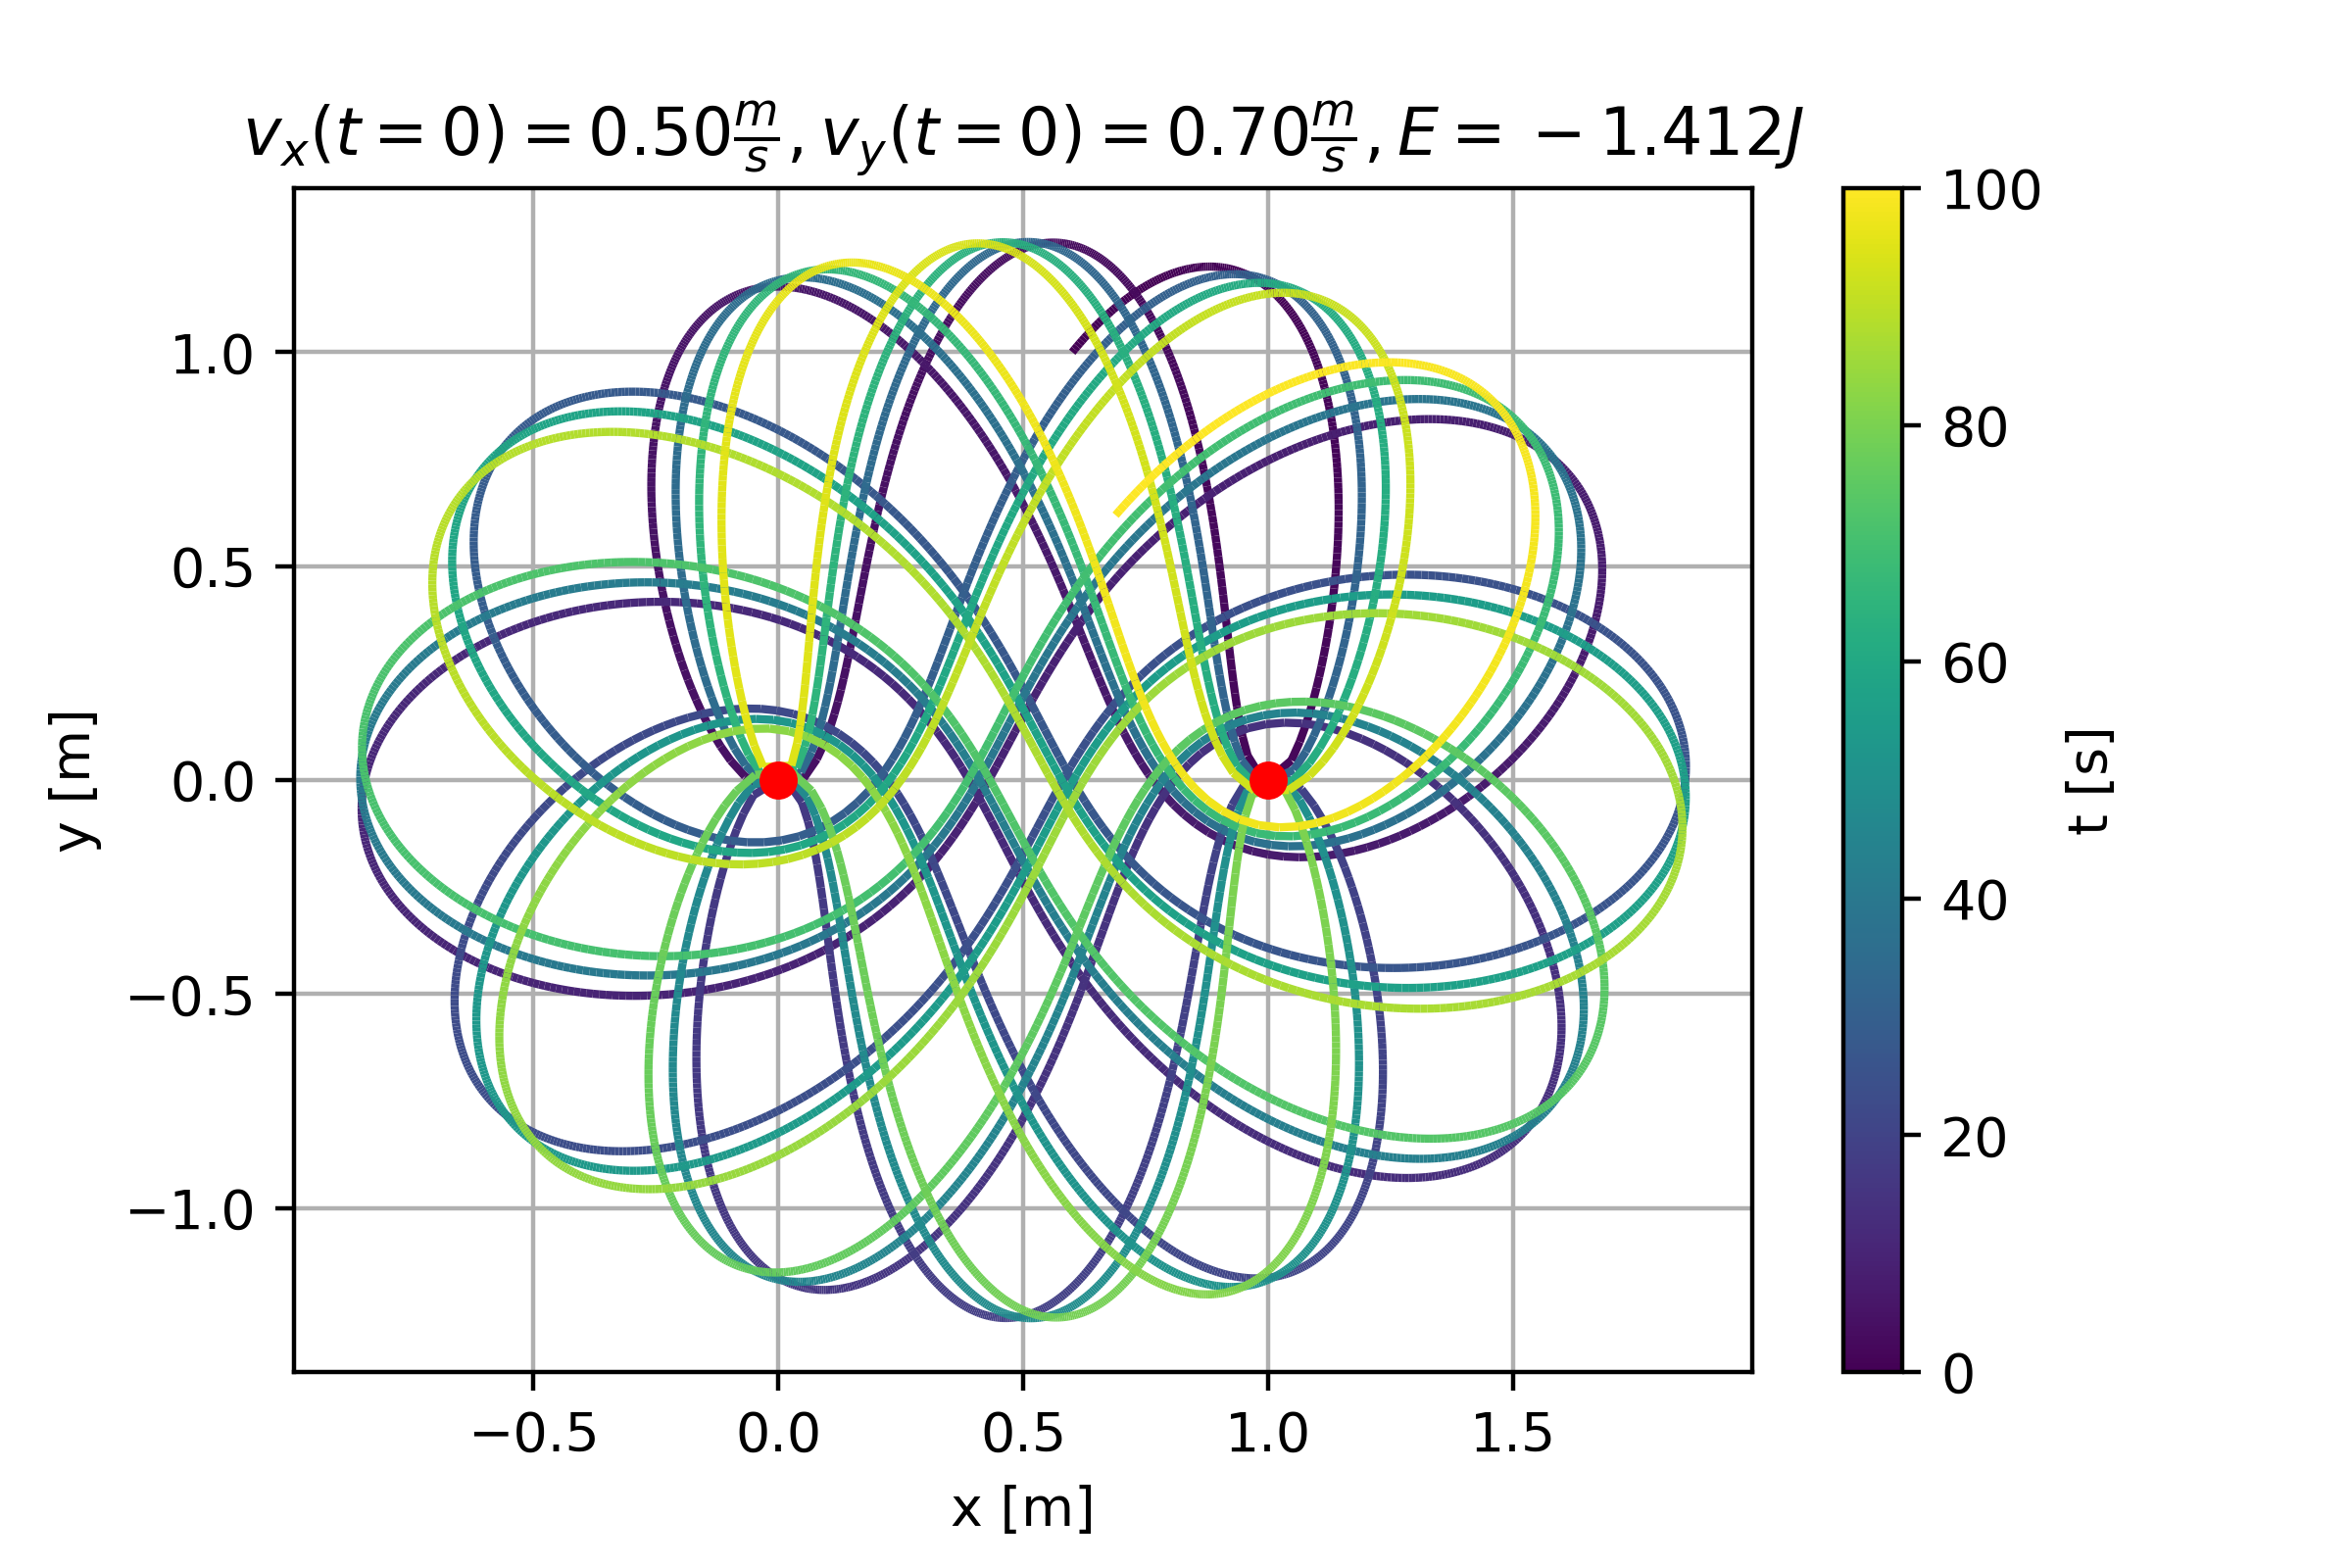 v_x(t = 0) = 0.50 m/s, v_y(t = 0) = 0.70 m/s, E = −1.412J
y [m]
1.0
0.5
0.0
−0.5
−1.0
−0.5 0.0 0.5 1.0 1.5
x [m]
100
80
60
40
20
0
t [s]